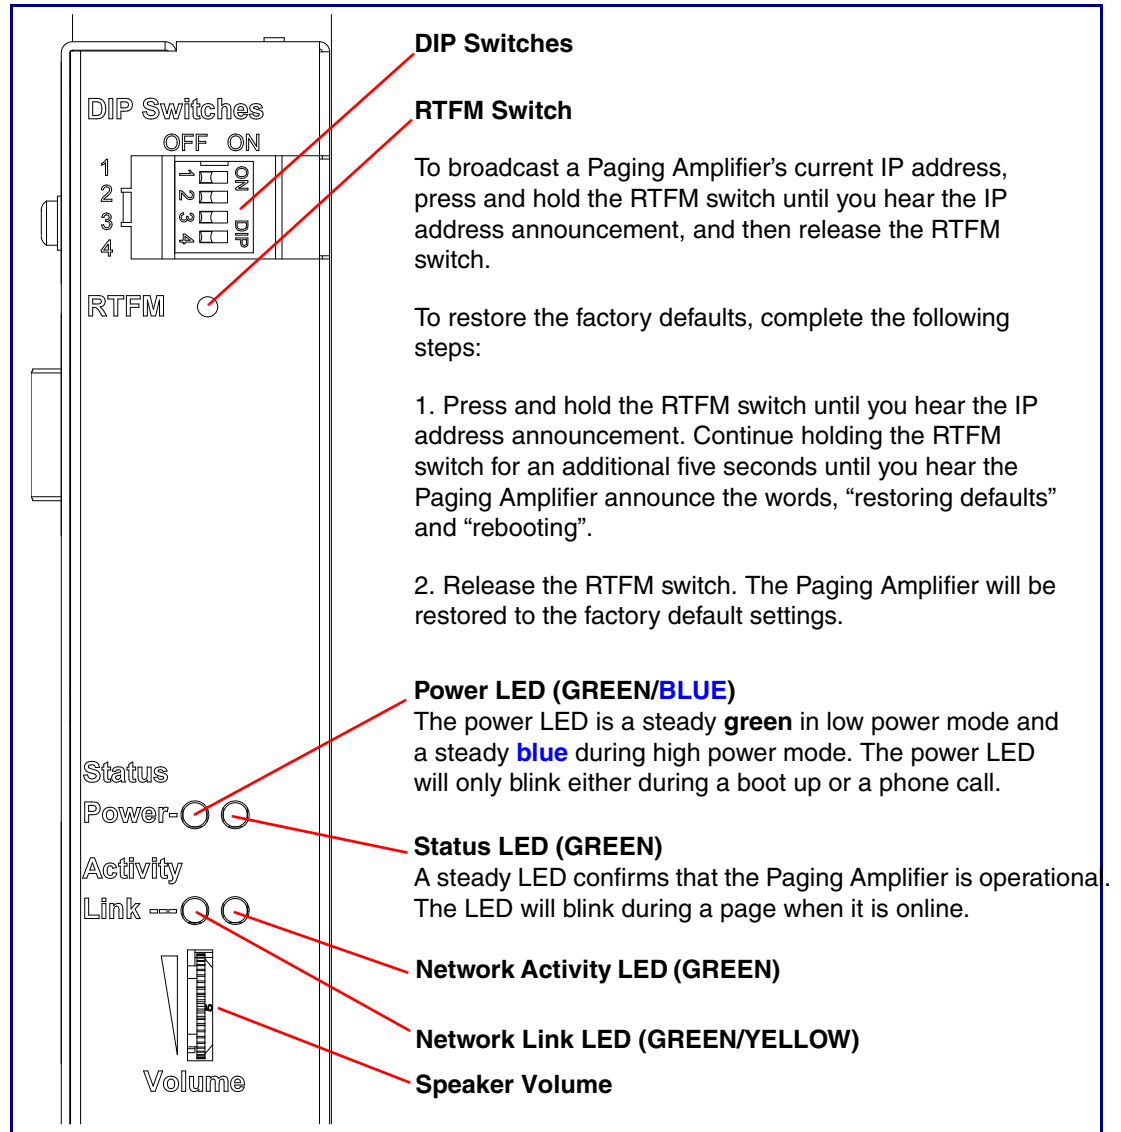 DIP Switches
RTFM Switch
To broadcast a Paging Amplifier’s current IP address,
press and hold the RTFM switch until you hear the IP
address announcement, and then release the RTFM
switch.
To restore the factory defaults, complete the following
steps:
1. Press and hold the RTFM switch until you hear the IP
address announcement. Continue holding the RTFM
switch for an additional five seconds until you hear the
Paging Amplifier announce the words, “restoring defaults”
and “rebooting”.
2. Release the RTFM switch. The Paging Amplifier will be
restored to the factory default settings.
Power LED (GREEN/BLUE)
The power LED is a steady green in low power mode and
a steady blue during high power mode. The power LED
will only blink either during a boot up or a phone call.
Status LED (GREEN)
A steady LED confirms that the Paging Amplifier is operational.
The LED will blink during a page when it is online.
Network Activity LED (GREEN)
Network Link LED (GREEN/YELLOW)
Speaker Volume
DIP Switches
OFF ON
1
2
3
4
1 2 3 4
ON DIP
RTFM
Status
Power-
Activity
Link ---
5
Volume